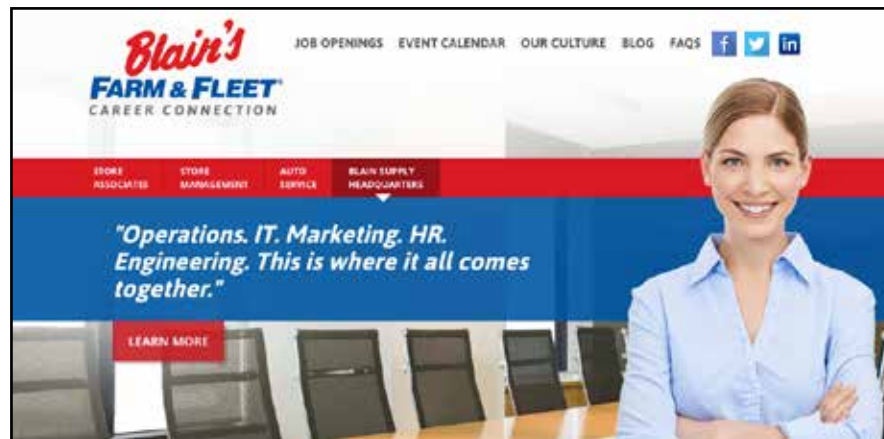 Blain's
FARM & FLEET
CAREER CONNECTION
JOB OPENINGS EVENT CALENDAR OUR CULTURE BLOG FAQS f in
STORE ASSOCIATES
STORE MANAGEMENT
AUTO SERVICE
BLAIN SUPPLY HEADQUARTERS
"Operations. IT. Marketing. HR.
Engineering. This is where it all comes
together."
LEARN MORE